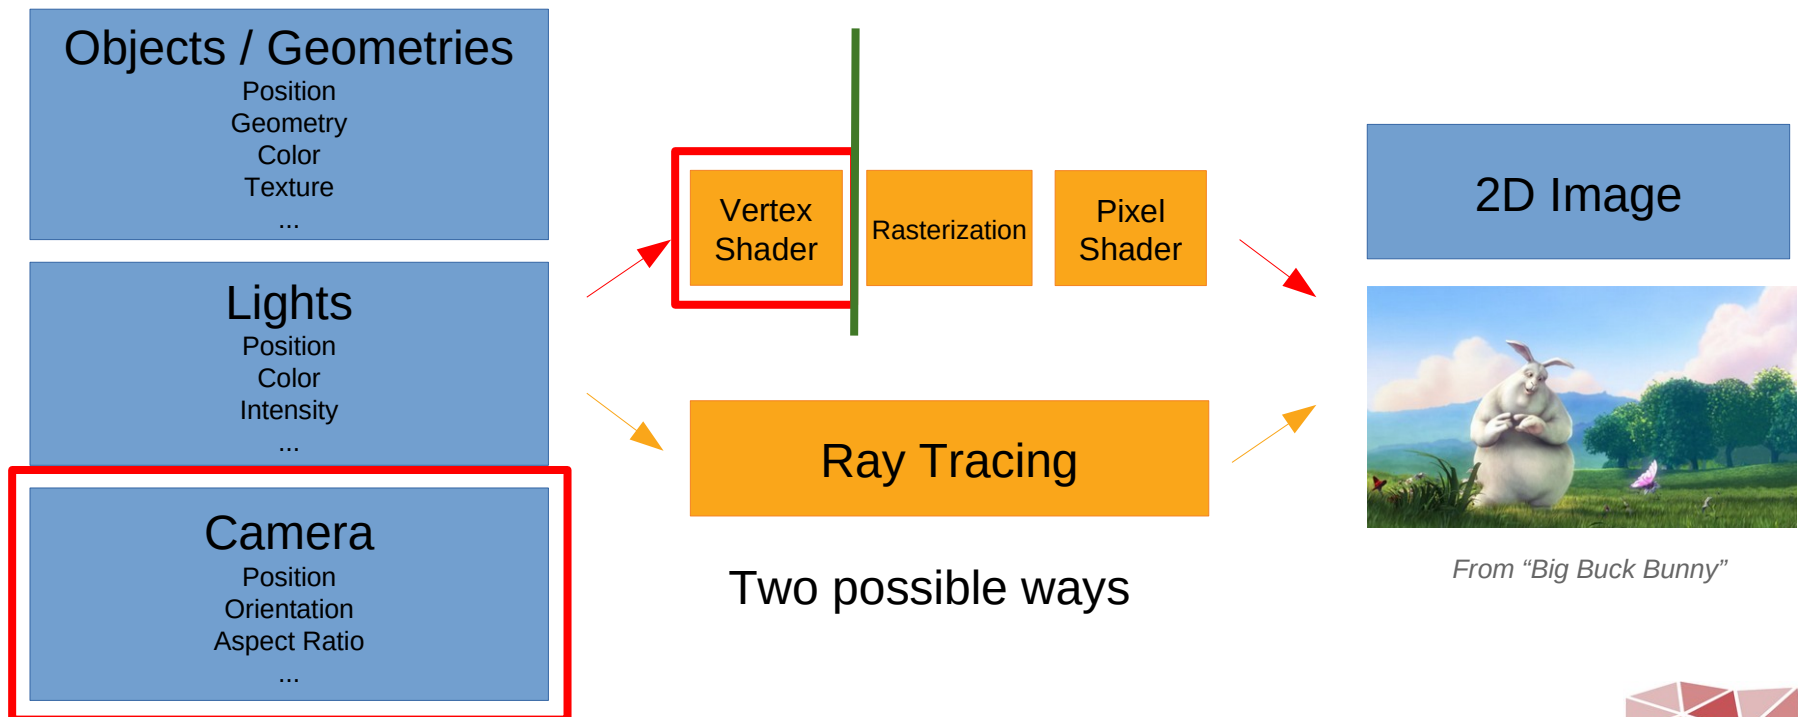 Objects / Geometries
Position
Geometry
Color
Texture
...
Lights
Position
Color
Intensity
...
Camera
Position
Orientation
Aspect Ratio
...
Vertex
Shader
Rasterization
Pixel
Shader
Ray Tracing
Two possible ways
2D Image
From “Big Buck Bunny”